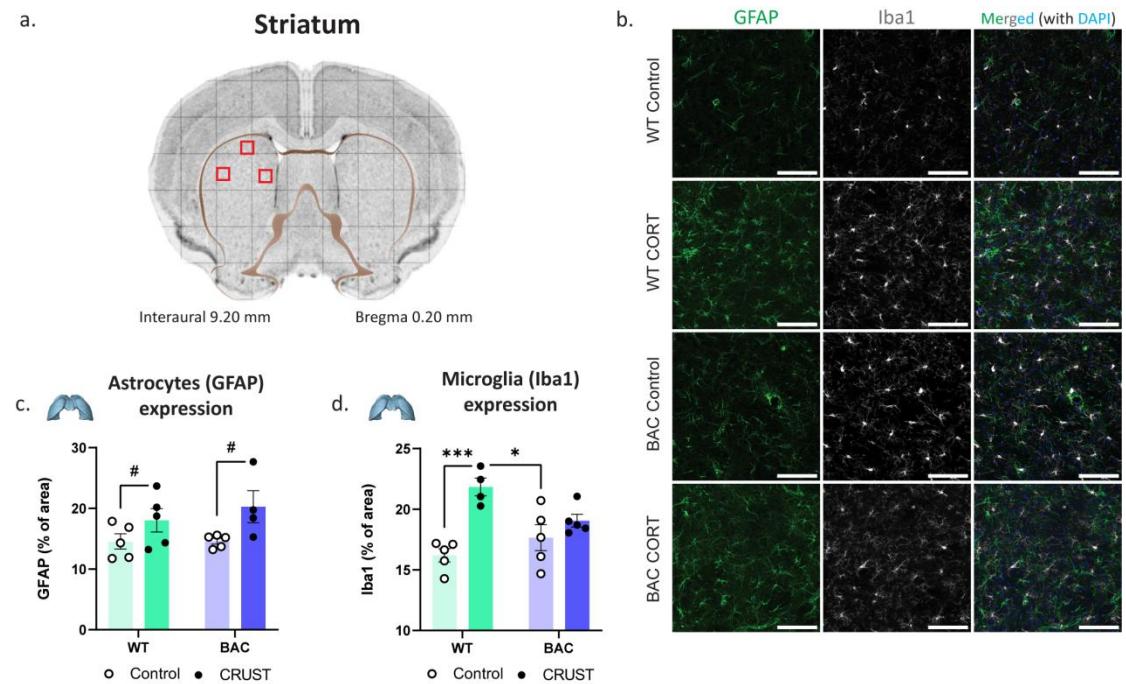 a.
Striatum
Interaural 9.20 mm
Bregma 0.20 mm
b.
GFAP
Iba1
Merged (with DAPI)
WT Control
WT CORT
BAC Control
BAC CORT
c.
Astrocytes (GFAP)
expression
GFAP (% of area)
30
20
10
0
#
#
WT
BAC
Control
CRUST
d.
Microglia (Iba1)
expression
Iba1 (% of area)
25
20
15
10
***
*
WT
BAC
Control
CRUST